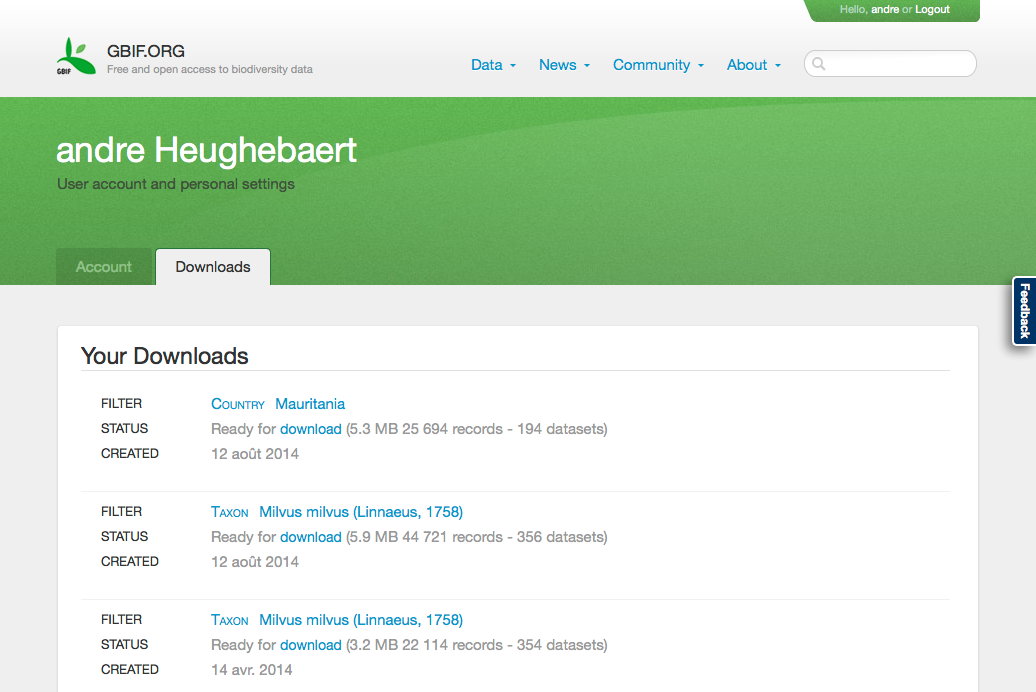 Hello, andre or Logout
GBIF
GBIF.ORG
Free and open access to biodiversity data
Data News Community About
andre Heughebaert
User account and personal settings
Account Downloads
Feedback
Your Downloads
FILTER Country Mauritania
STATUS Ready for download (5.3 MB 25 694 records - 194 datasets)
CREATED 12 août 2014
FILTER Taxon Milvus milvus (Linnaeus, 1758)
STATUS Ready for download (5.9 MB 44 721 records - 356 datasets)
CREATED 12 août 2014
FILTER Taxon Milvus milvus (Linnaeus, 1758)
STATUS Ready for download (3.2 MB 22 114 records - 354 datasets)
CREATED 14 avr. 2014